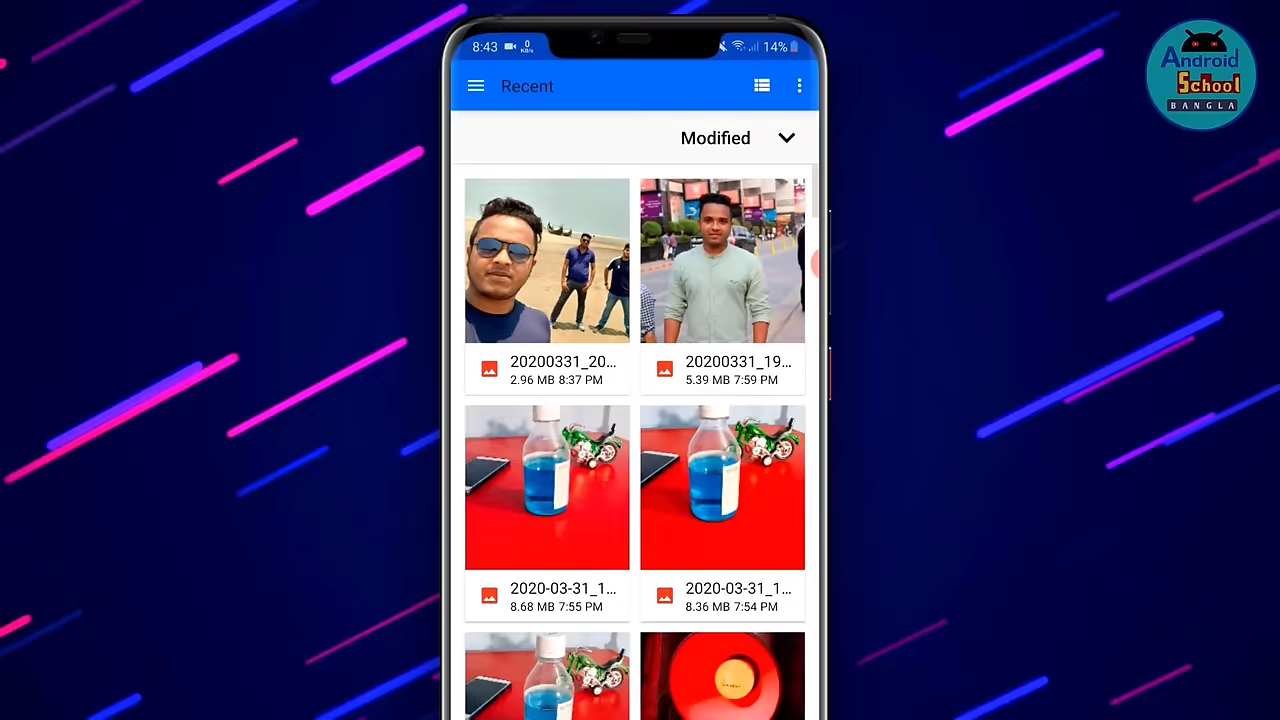 8:43
0
KB/s
14%
Android
School
BANGLA
Recent
Modified
20200331_20...
2.96 MB 8:37 PM
20200331_19...
5.39 MB 7:59 PM
2020-03-31_1...
8.68 MB 7:55 PM
2020-03-31_1...
8.36 MB 7:54 PM